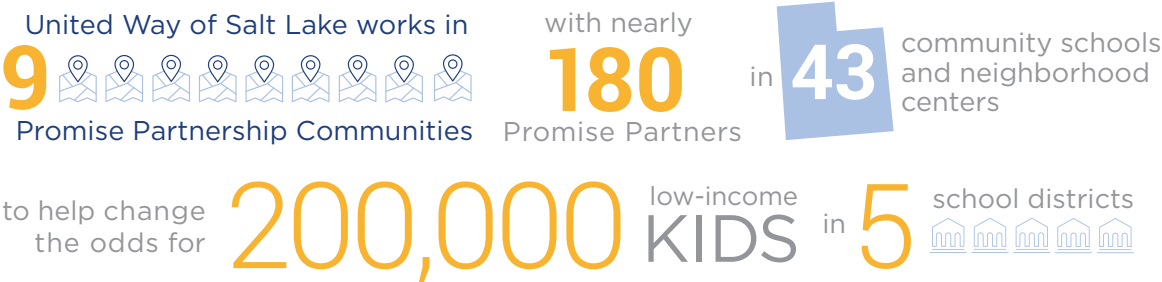 United Way of Salt Lake works in
9
Promise Partnership Communities
with nearly
180
Promise Partners
in 43 community schools
and neighborhood
centers
to help change
the odds for
200,000
low-income
KIDS
in 5 school districts